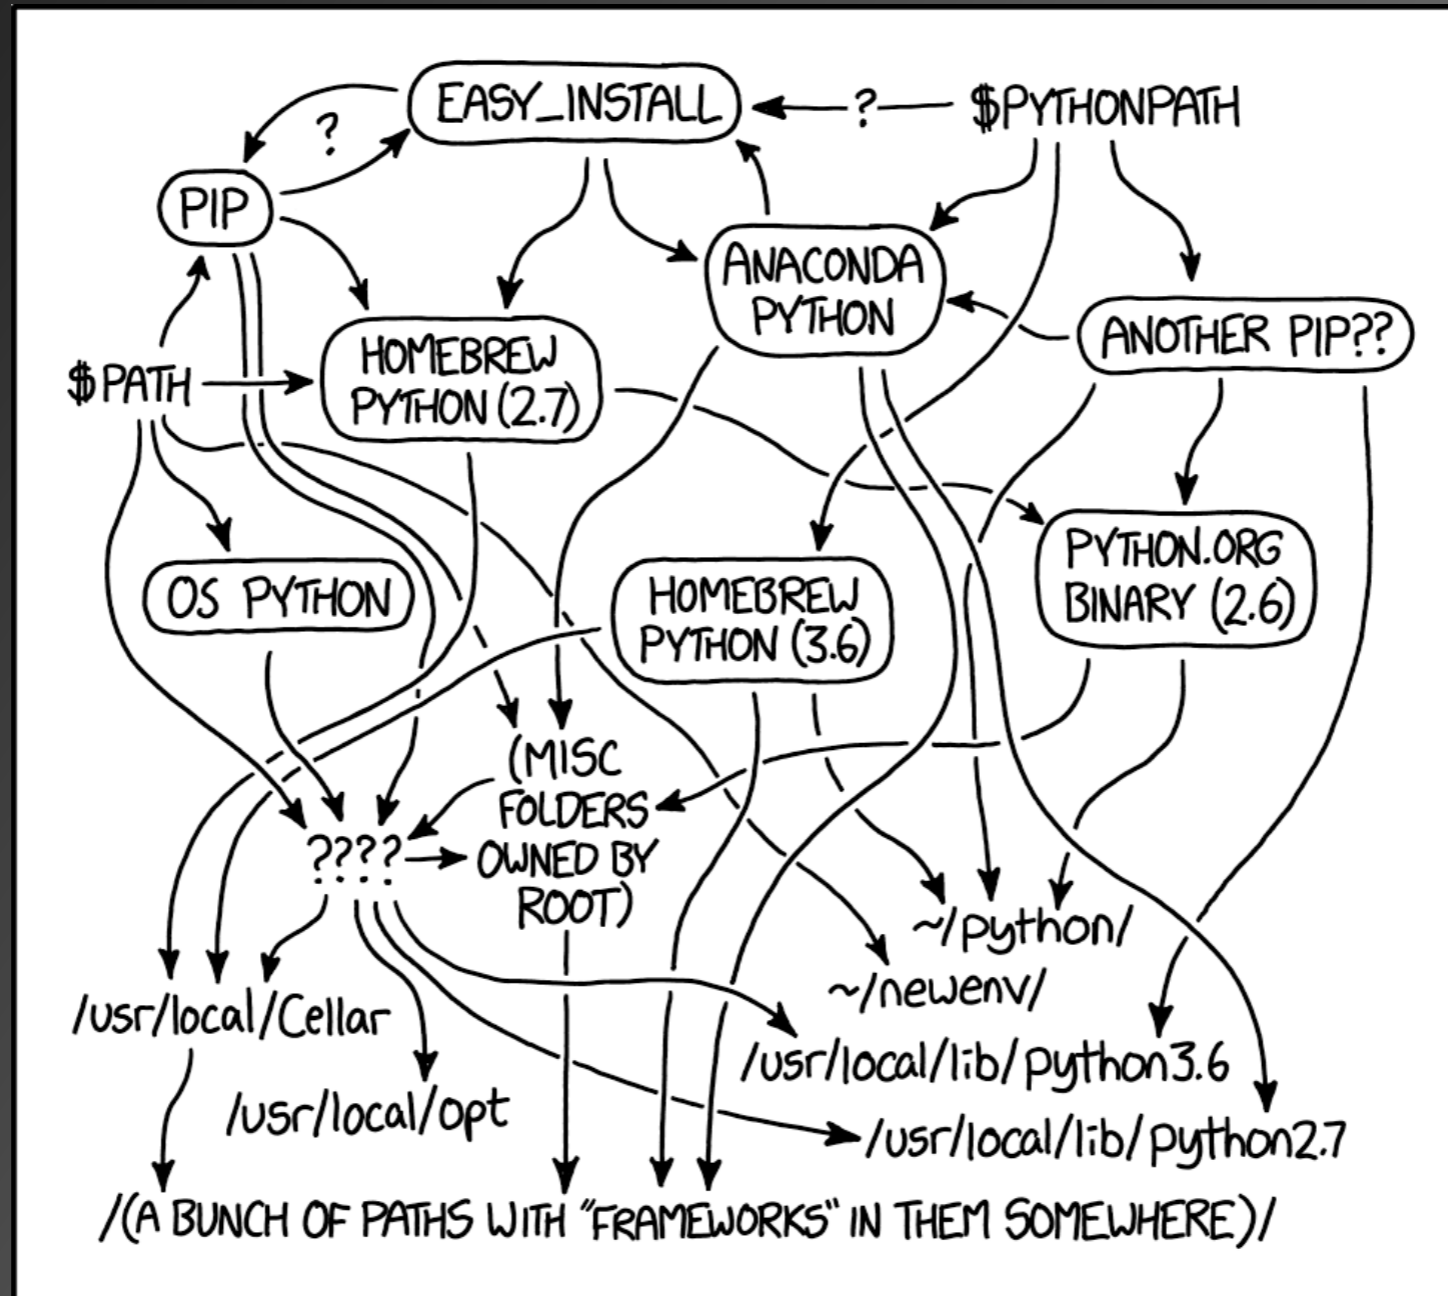 EASY_INSTALL
?
$PYTHONPATH
?
PIP
ANACONDA
PYTHON
HOMEBREW
PYTHON (2.7)
ANOTHER PIP??
$PATH
OS PYTHON
HOMEBREW
PYTHON (3.6)
PYTHON.ORG
BINARY (2.6)
(MISC
FOLDERS
OWNED BY
ROOT)
????
~/python/
~/newenv/
/usr/local/Cellar
/usr/local/lib/python3.6
/usr/local/opt
/usr/local/lib/python2.7
/(A BUNCH OF PATHS WITH "FRAMEWORKS" IN THEM SOMEWHERE)/